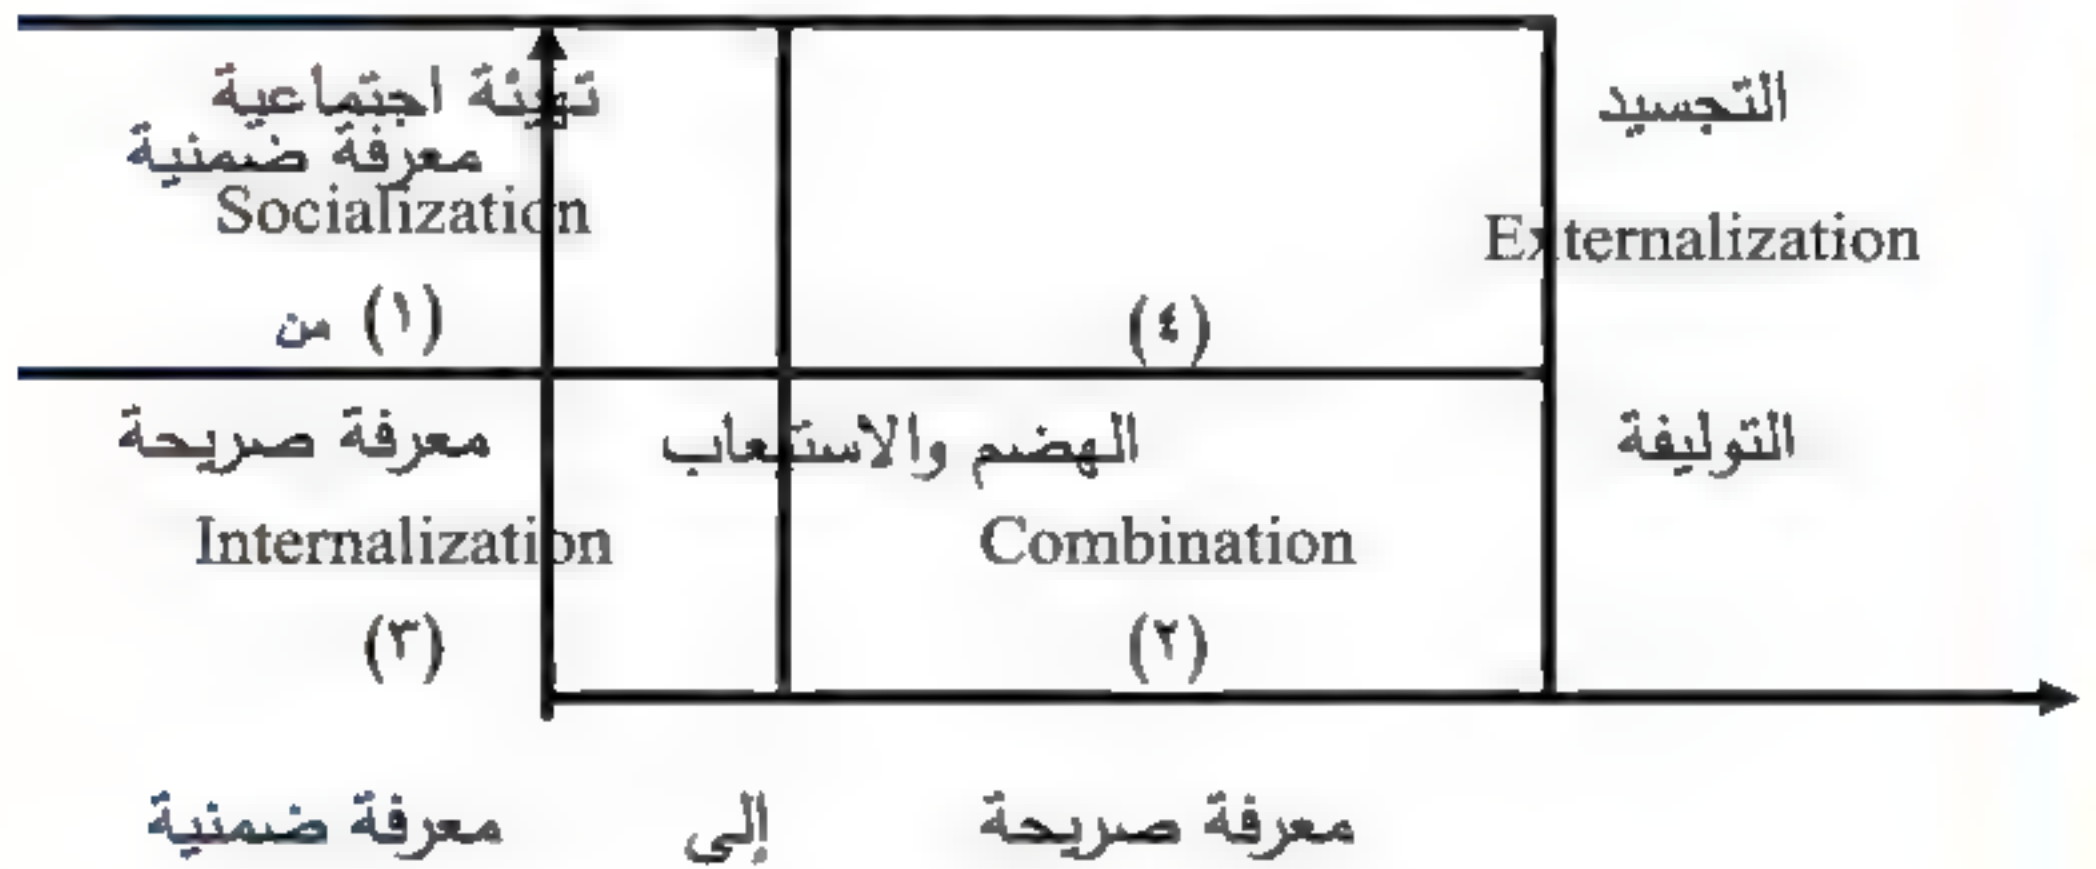 تهيئة اجتماعية
التجسيد
معرفة ضمنية
Socialization
Externalization
(١) من
(٤)
معرفة صريحة
الهضم والاستيعاب
التوليفة
Internalization
Combination
(٣)
(٢)
معرفة ضمنية
إلى
معرفة صريحة